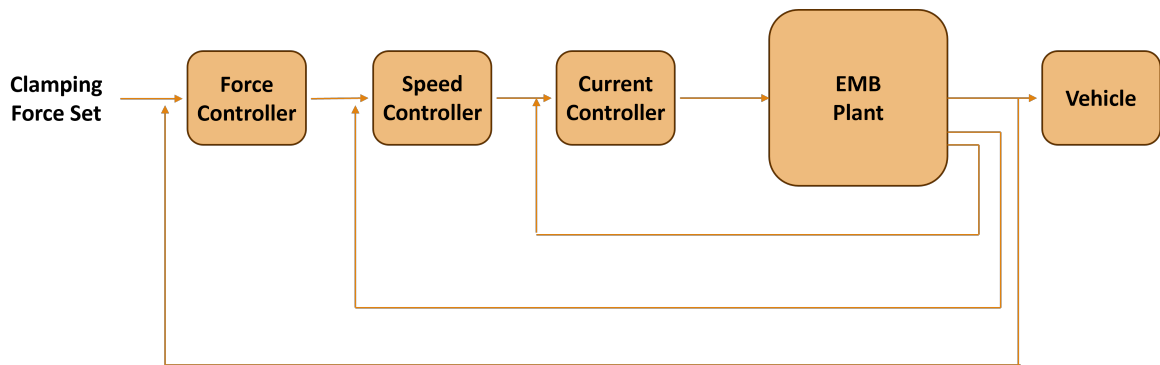 Clamping
Force Set
Force
Controller
Speed
Controller
Current
Controller
EMB
Plant
Vehicle